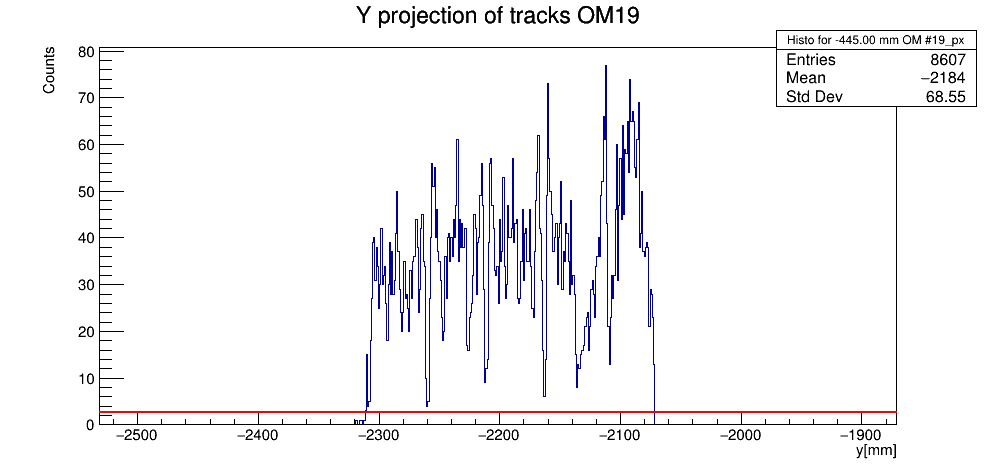 Y projection of tracks OM19
Histo for -445.00 mm OM #19_px
Entries 8607
Mean −2184
Std Dev 68.55
Counts
80
70
60
50
40
30
20
10
0
−2500 −2400 −2300 −2200 −2100 −2000 −1900
y[mm]